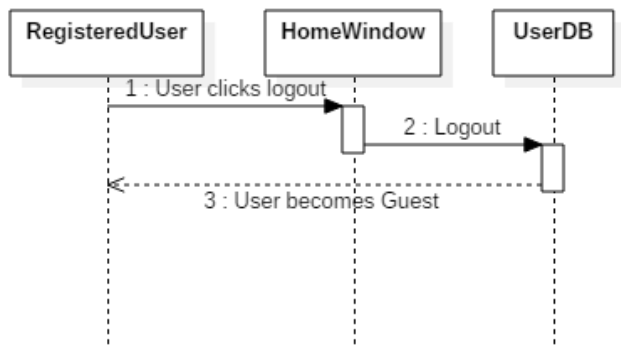 RegisteredUser
HomeWindow
UserDB
1 : User clicks logout
2 : Logout
3 : User becomes Guest